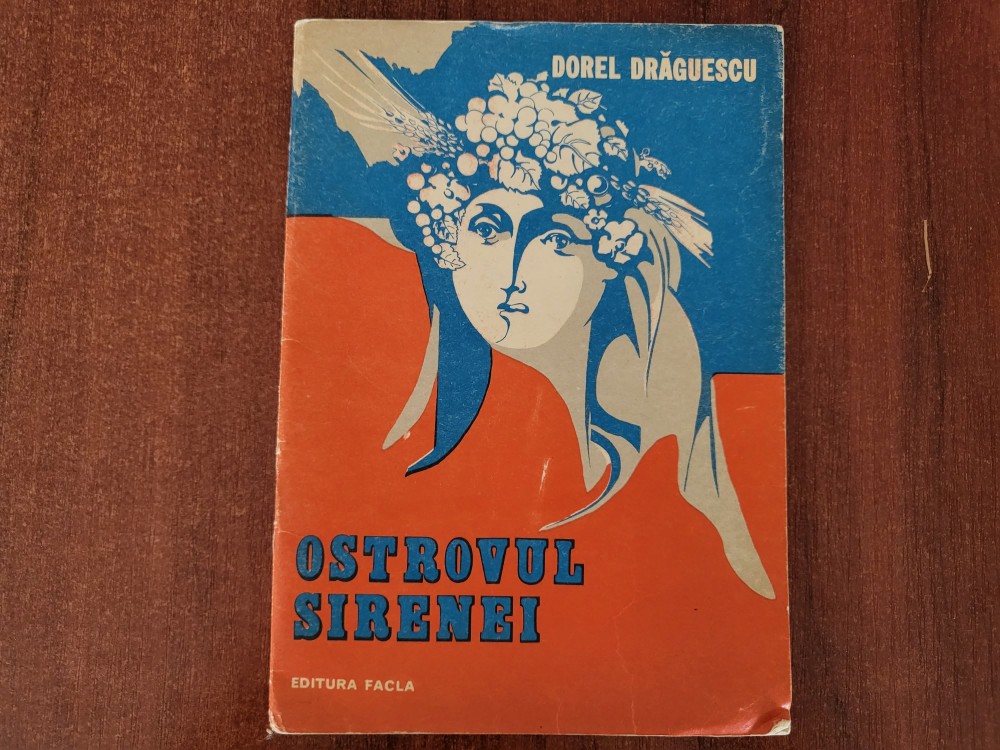 DOREL DRĂGUESCU
OSTROVUL
SIRENEI
EDITURA FACLA